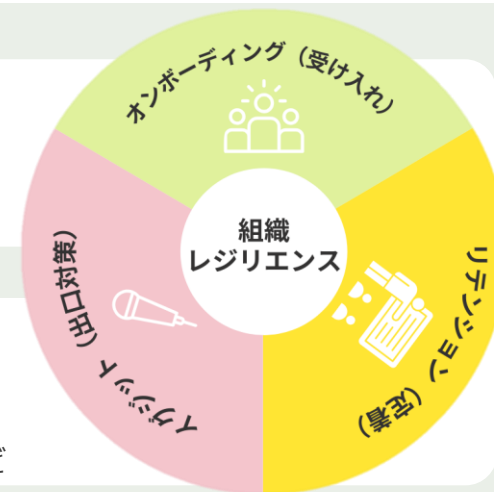 オンボーディング（受け入れ）
組織
レジリエンス
リテンション（定着）
イグジット（出口対策）